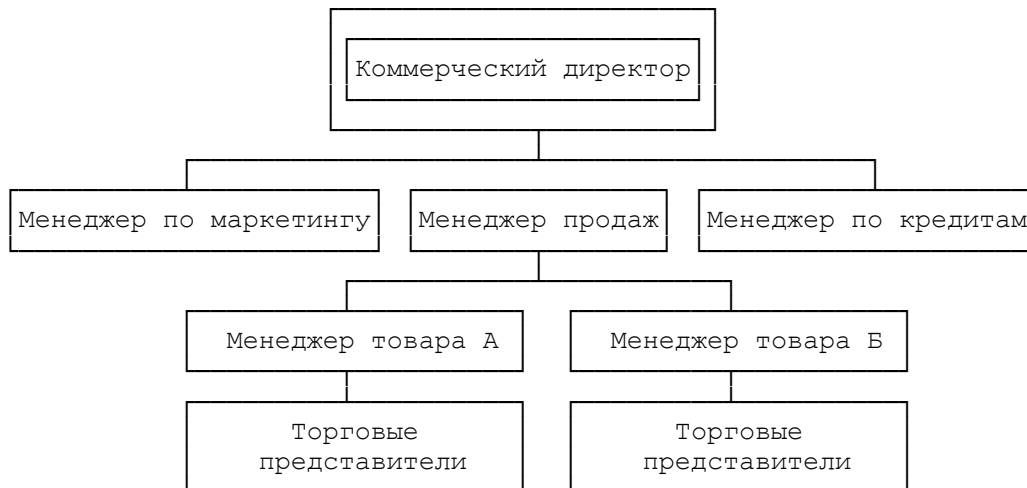 Коммерческий директор
Менеджер по маркетингу Менеджер продаж Менеджер по кредитам
Менеджер товара А Менеджер товара Б
Торговые Торговые
представители представители